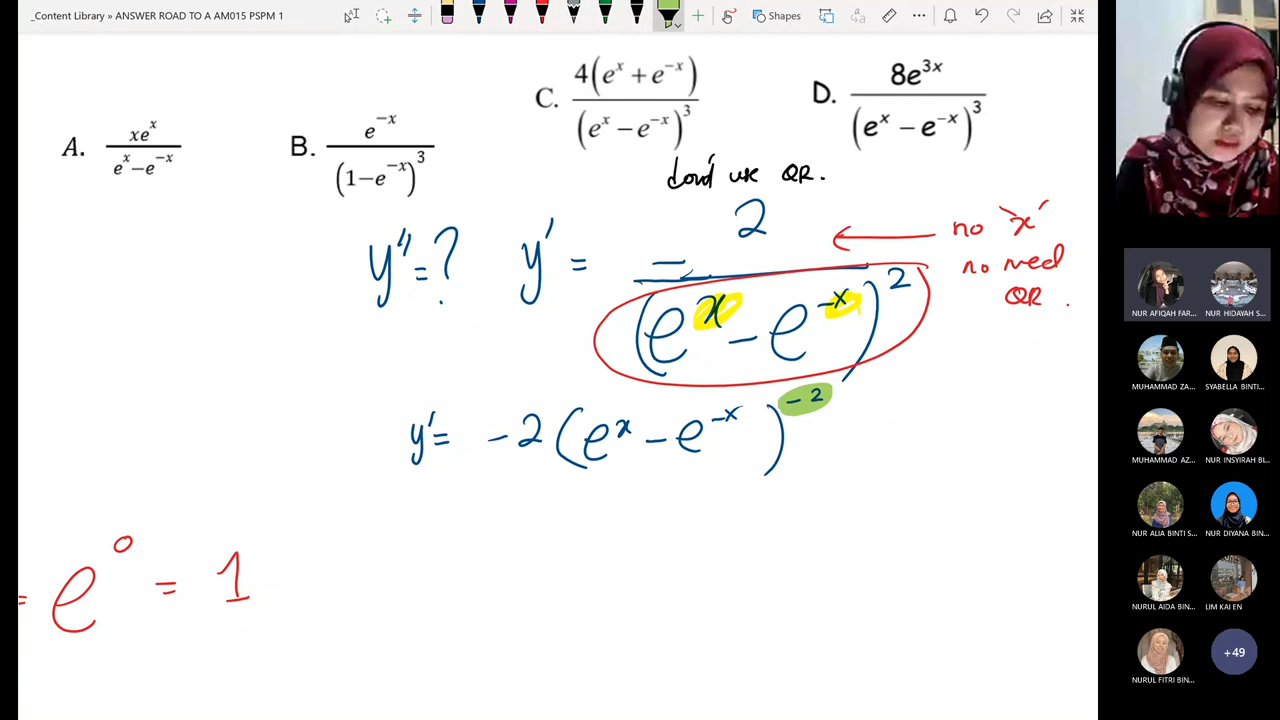 _Content Library » ANSWER ROAD TO A AM015 PSPM 1
Shapes
A. xe^x / (e^x − e^−x)
B. e^−x / (1−e^−x)^3
C. 4(e^x + e^−x) / (e^x − e^−x)^3
D. 8e^3x / (e^x − e^−x)^3
don't use QR.
y'' = ? y' = − 2 / (e^x − e^−x)^2
no 'x'
no need
QR.
y' = −2 (e^x − e^−x)^−2
= e^0 = 1
NUR AFIQAH FAR...
NUR HIDAYAH S...
MUHAMMAD ZA...
SYABELLA BINTI...
MUHAMMAD AZ...
NUR INSYIRAH BI...
NUR ALIA BINTI S...
NUR DIYANA BIN...
NURUL AIDA BIN...
LIM KAI EN
NURUL FITRI BIN...
+49